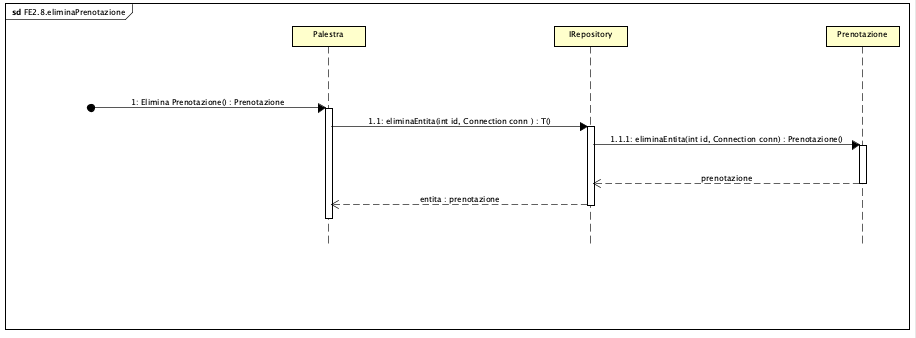 sd FE2.8.eliminaPrenotazione
Palestra
IRepository
Prenotazione
1: Elimina Prenotazione() : Prenotazione
1.1: eliminaEntita(int id, Connection conn ) : T()
1.1.1: eliminaEntita(int id, Connection conn) : Prenotazione()
prenotazione
entita : prenotazione